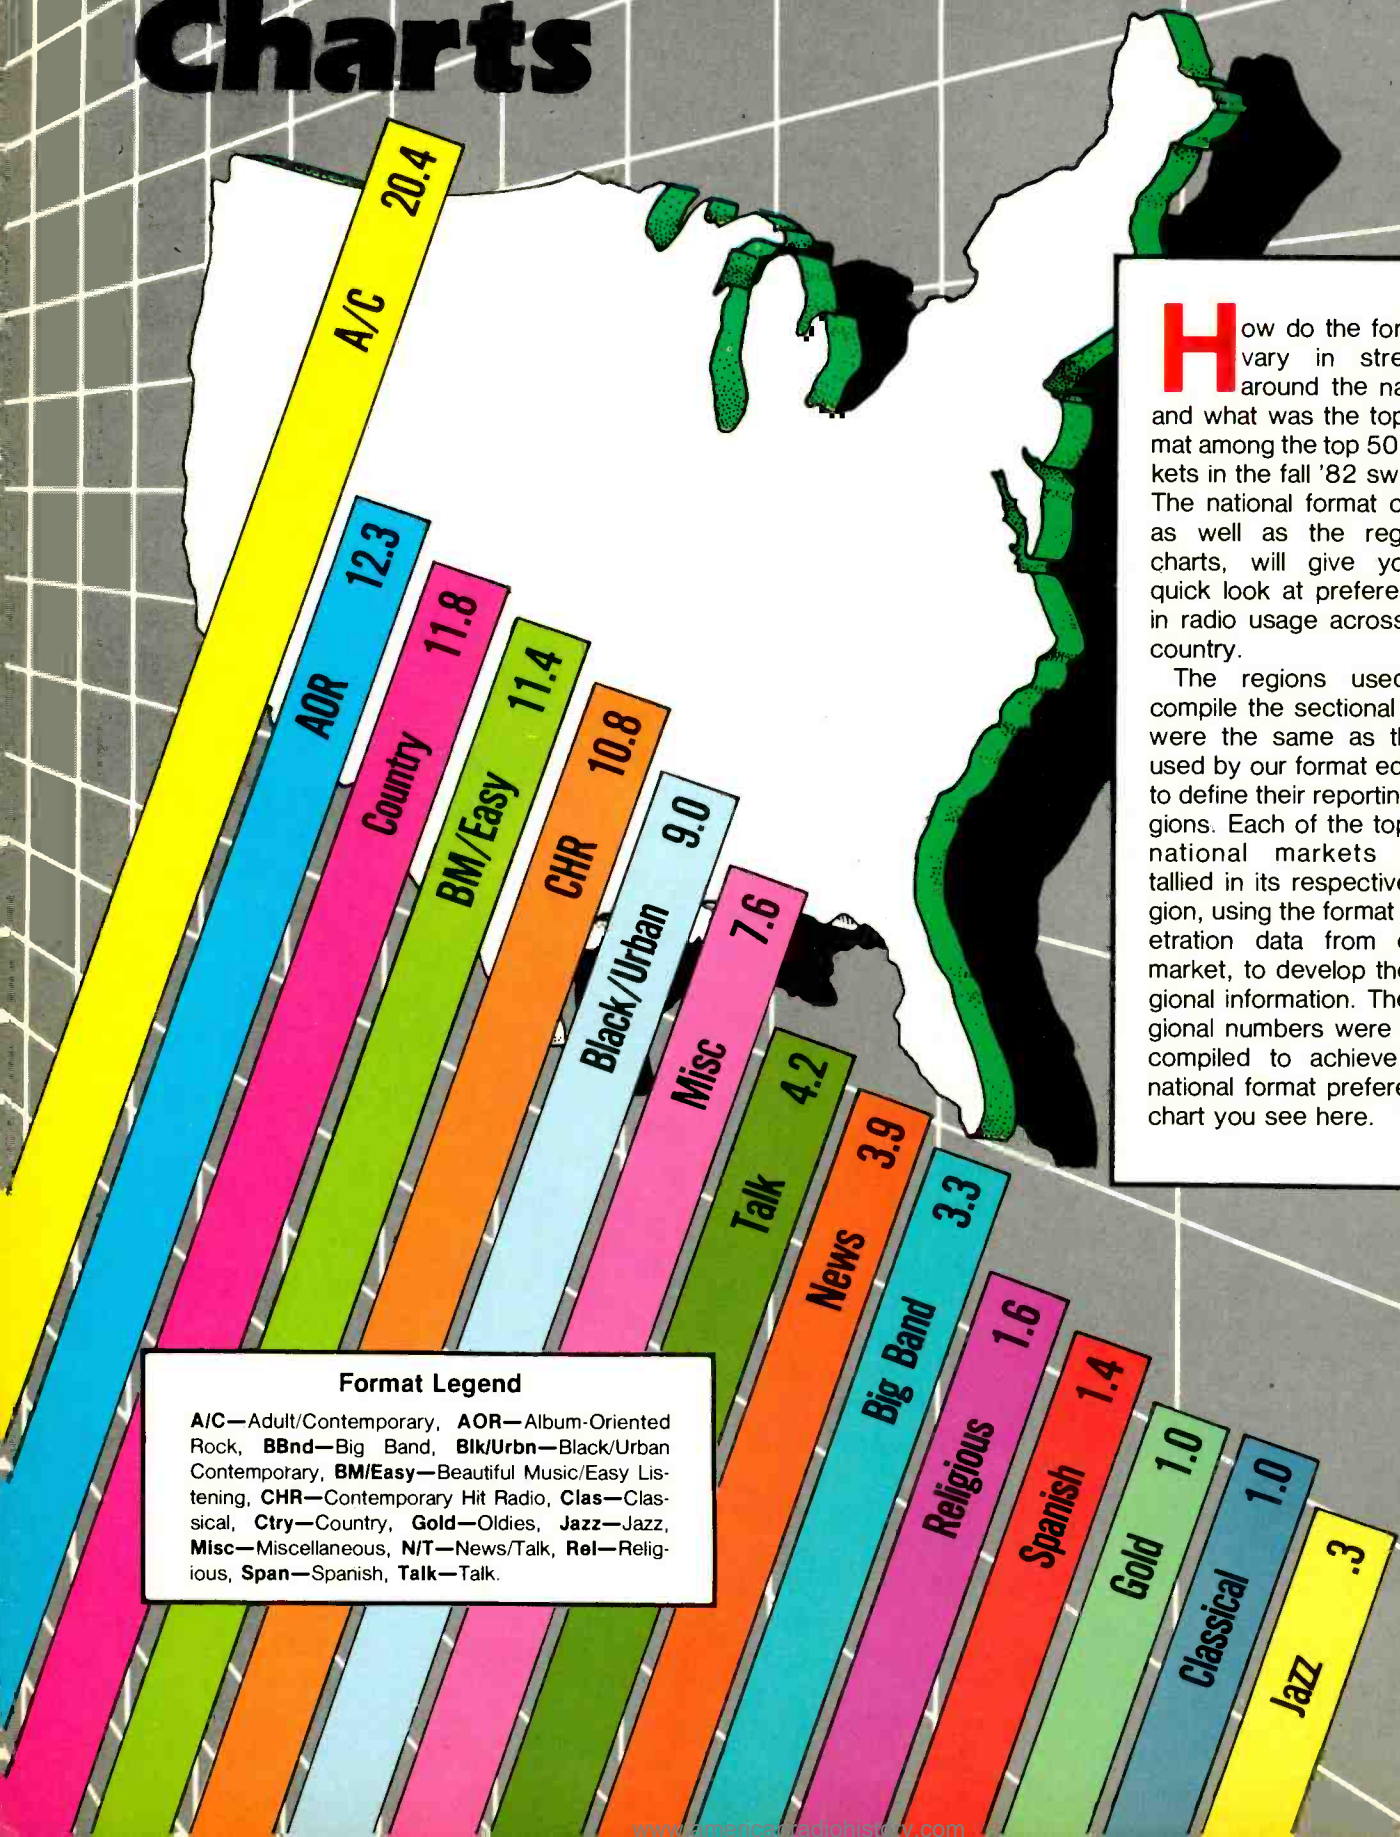 Charts
20.4
A/C
12.3
AOR
11.8
Country
11.4
BM/Easy
10.8
CHR
9.0
Black/Urban
7.6
Misc
4.2
Talk
3.9
News
3.3
Big Band
1.6
Religious
1.4
Spanish
1.0
Gold
1.0
Classical
.3
Jazz
How do the for
vary in stre
around the na
and what was the top
mat among the top 50
kets in the fall '82 sw
The national format c
as well as the reg
charts, will give yo
quick look at prefere
in radio usage across
country.
The regions used
compile the sectional
were the same as th
used by our format ed
to define their reportin
gions. Each of the top
national markets
tallied in its respective
gion, using the format
etration data from e
market, to develop the
gional information. The
gional numbers were
compiled to achieve
national format prefere
chart you see here.
Format Legend
A/C—Adult/Contemporary, AOR—Album-Oriented
Rock, BBnd—Big Band, Blk/Urbn—Black/Urban
Contemporary, BM/Easy—Beautiful Music/Easy Lis-
tening, CHR—Contemporary Hit Radio, Clas—Clas-
sical, Ctry—Country, Gold—Oldies, Jazz—Jazz,
Misc—Miscellaneous, N/T—News/Talk, Rel—Relig-
ious, Span—Spanish, Talk—Talk.
www.americanradiohistory.com